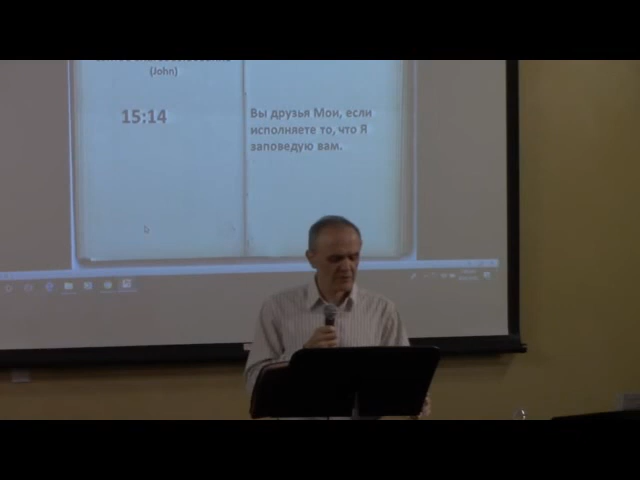 (John)
15:14
Вы друзья Мои, если
исполняете то, что Я
заповедую вам.